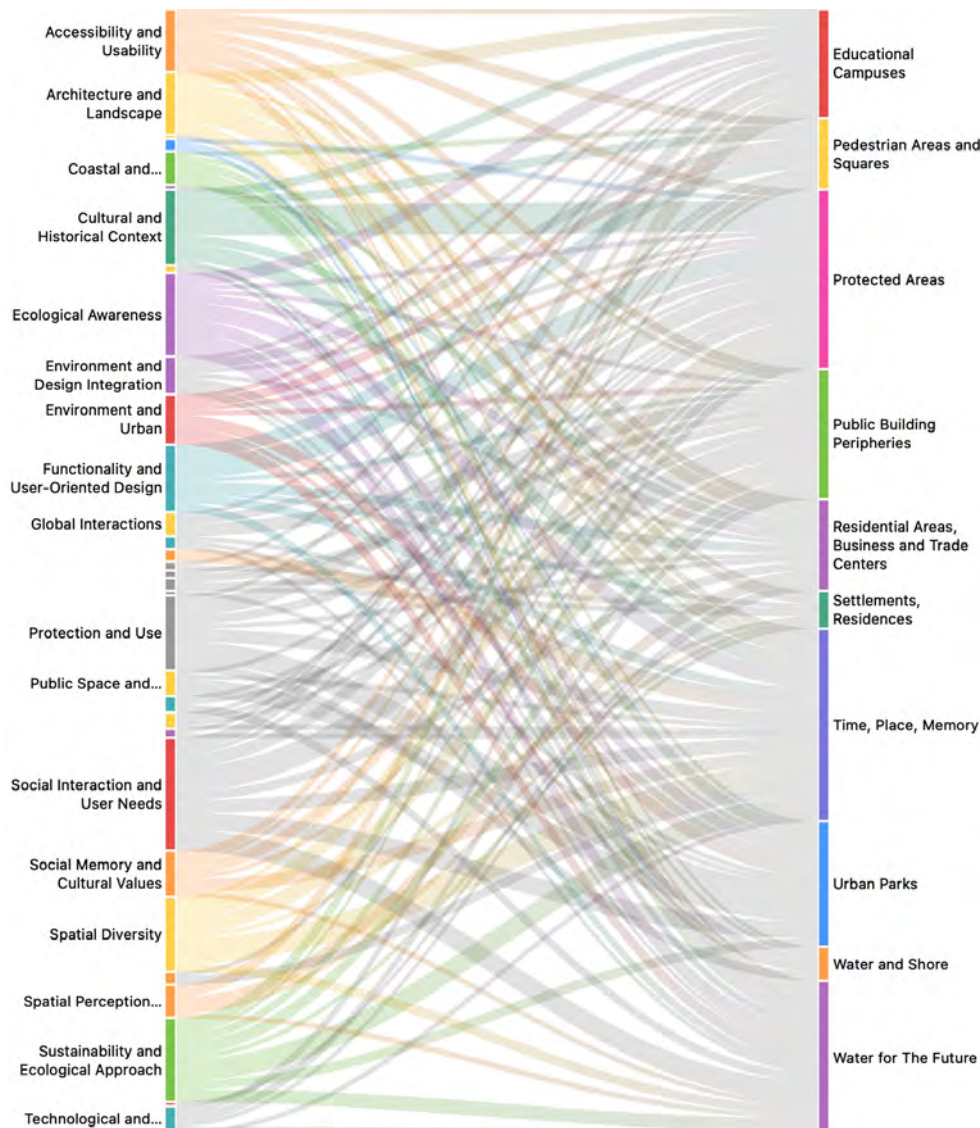 Accessibility and
Usability
Architecture and
Landscape
Coastal and...
Cultural and
Historical Context
Ecological Awareness
Environment and
Design Integration
Environment and
Urban
Functionality and
User-Oriented Design
Global Interactions
Protection and Use
Public Space and...
Social Interaction and
User Needs
Social Memory and
Cultural Values
Spatial Diversity
Spatial Perception...
Sustainability and
Ecological Approach
Technological and...
Educational
Campuses
Pedestrian Areas and
Squares
Protected Areas
Public Building
Peripheries
Residential Areas,
Business and Trade
Centers
Settlements,
Residences
Time, Place, Memory
Urban Parks
Water and Shore
Water for The Future